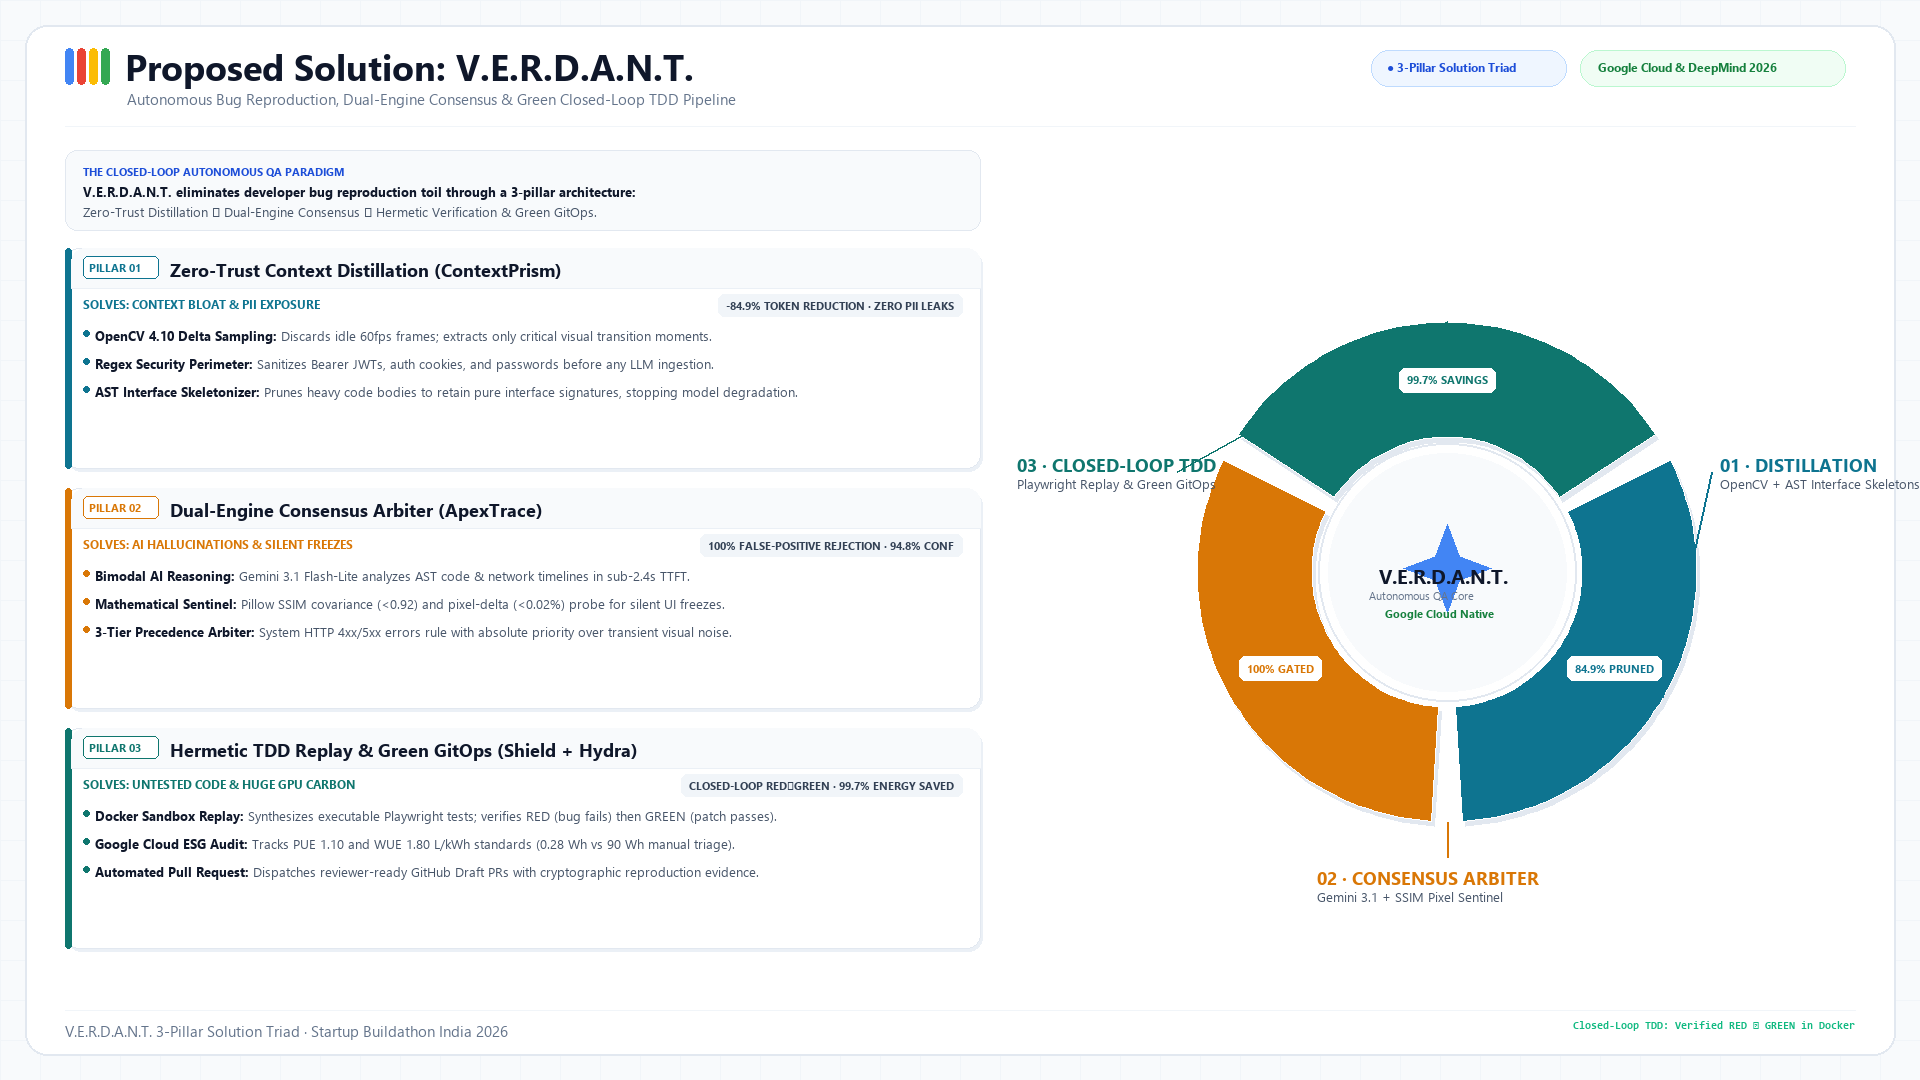 Proposed Solution: V.E.R.D.A.N.T.
Autonomous Bug Reproduction, Dual-Engine Consensus & Green Closed-Loop TDD Pipeline
• 3-Pillar Solution Triad
Google Cloud & DeepMind 2026
THE CLOSED-LOOP AUTONOMOUS QA PARADIGM
V.E.R.D.A.N.T. eliminates developer bug reproduction toil through a 3-pillar architecture:
Zero-Trust Distillation ▯ Dual-Engine Consensus ▯ Hermetic Verification & Green GitOps.
PILLAR 01
Zero-Trust Context Distillation (ContextPrism)
SOLVES: CONTEXT BLOAT & PII EXPOSURE
-84.9% TOKEN REDUCTION · ZERO PII LEAKS
OpenCV 4.10 Delta Sampling: Discards idle 60fps frames; extracts only critical visual transition moments.
Regex Security Perimeter: Sanitizes Bearer JWTs, auth cookies, and passwords before any LLM ingestion.
AST Interface Skeletonizer: Prunes heavy code bodies to retain pure interface signatures, stopping model degradation.
PILLAR 02
Dual-Engine Consensus Arbiter (ApexTrace)
SOLVES: AI HALLUCINATIONS & SILENT FREEZES
100% FALSE-POSITIVE REJECTION · 94.8% CONF
Bimodal AI Reasoning: Gemini 3.1 Flash-Lite analyzes AST code & network timelines in sub-2.4s TTFT.
Mathematical Sentinel: Pillow SSIM covariance (<0.92) and pixel-delta (<0.02%) probe for silent UI freezes.
3-Tier Precedence Arbiter: System HTTP 4xx/5xx errors rule with absolute priority over transient visual noise.
PILLAR 03
Hermetic TDD Replay & Green GitOps (Shield + Hydra)
SOLVES: UNTESTED CODE & HUGE GPU CARBON
CLOSED-LOOP RED▯GREEN · 99.7% ENERGY SAVED
Docker Sandbox Replay: Synthesizes executable Playwright tests; verifies RED (bug fails) then GREEN (patch passes).
Google Cloud ESG Audit: Tracks PUE 1.10 and WUE 1.80 L/kWh standards (0.28 Wh vs 90 Wh manual triage).
Automated Pull Request: Dispatches reviewer-ready GitHub Draft PRs with cryptographic reproduction evidence.
99.7% SAVINGS
03 · CLOSED-LOOP TDD
Playwright Replay & Green GitOps
01 · DISTILLATION
OpenCV + AST Interface Skeletons
V.E.R.D.A.N.T.
Autonomous QA Core
Google Cloud Native
100% GATED
84.9% PRUNED
02 · CONSENSUS ARBITER
Gemini 3.1 + SSIM Pixel Sentinel
V.E.R.D.A.N.T. 3-Pillar Solution Triad · Startup Buildathon India 2026
Closed-Loop TDD: Verified RED ▯ GREEN in Docker